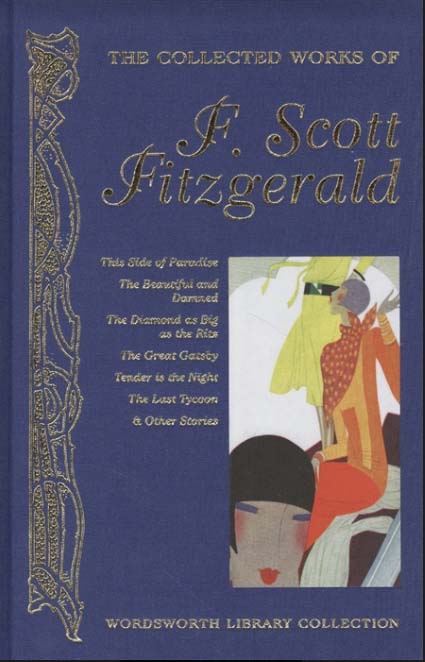 THE COLLECTED WORKS OF
F. Scott
Fitzgerald
This Side of Paradise
The Beautiful and
Damned
The Diamond as Big
as the Ritz
The Great Gatsby
Tender is the Night
The Last Tycoon
& Other Stories
WORDSWORTH LIBRARY COLLECTION